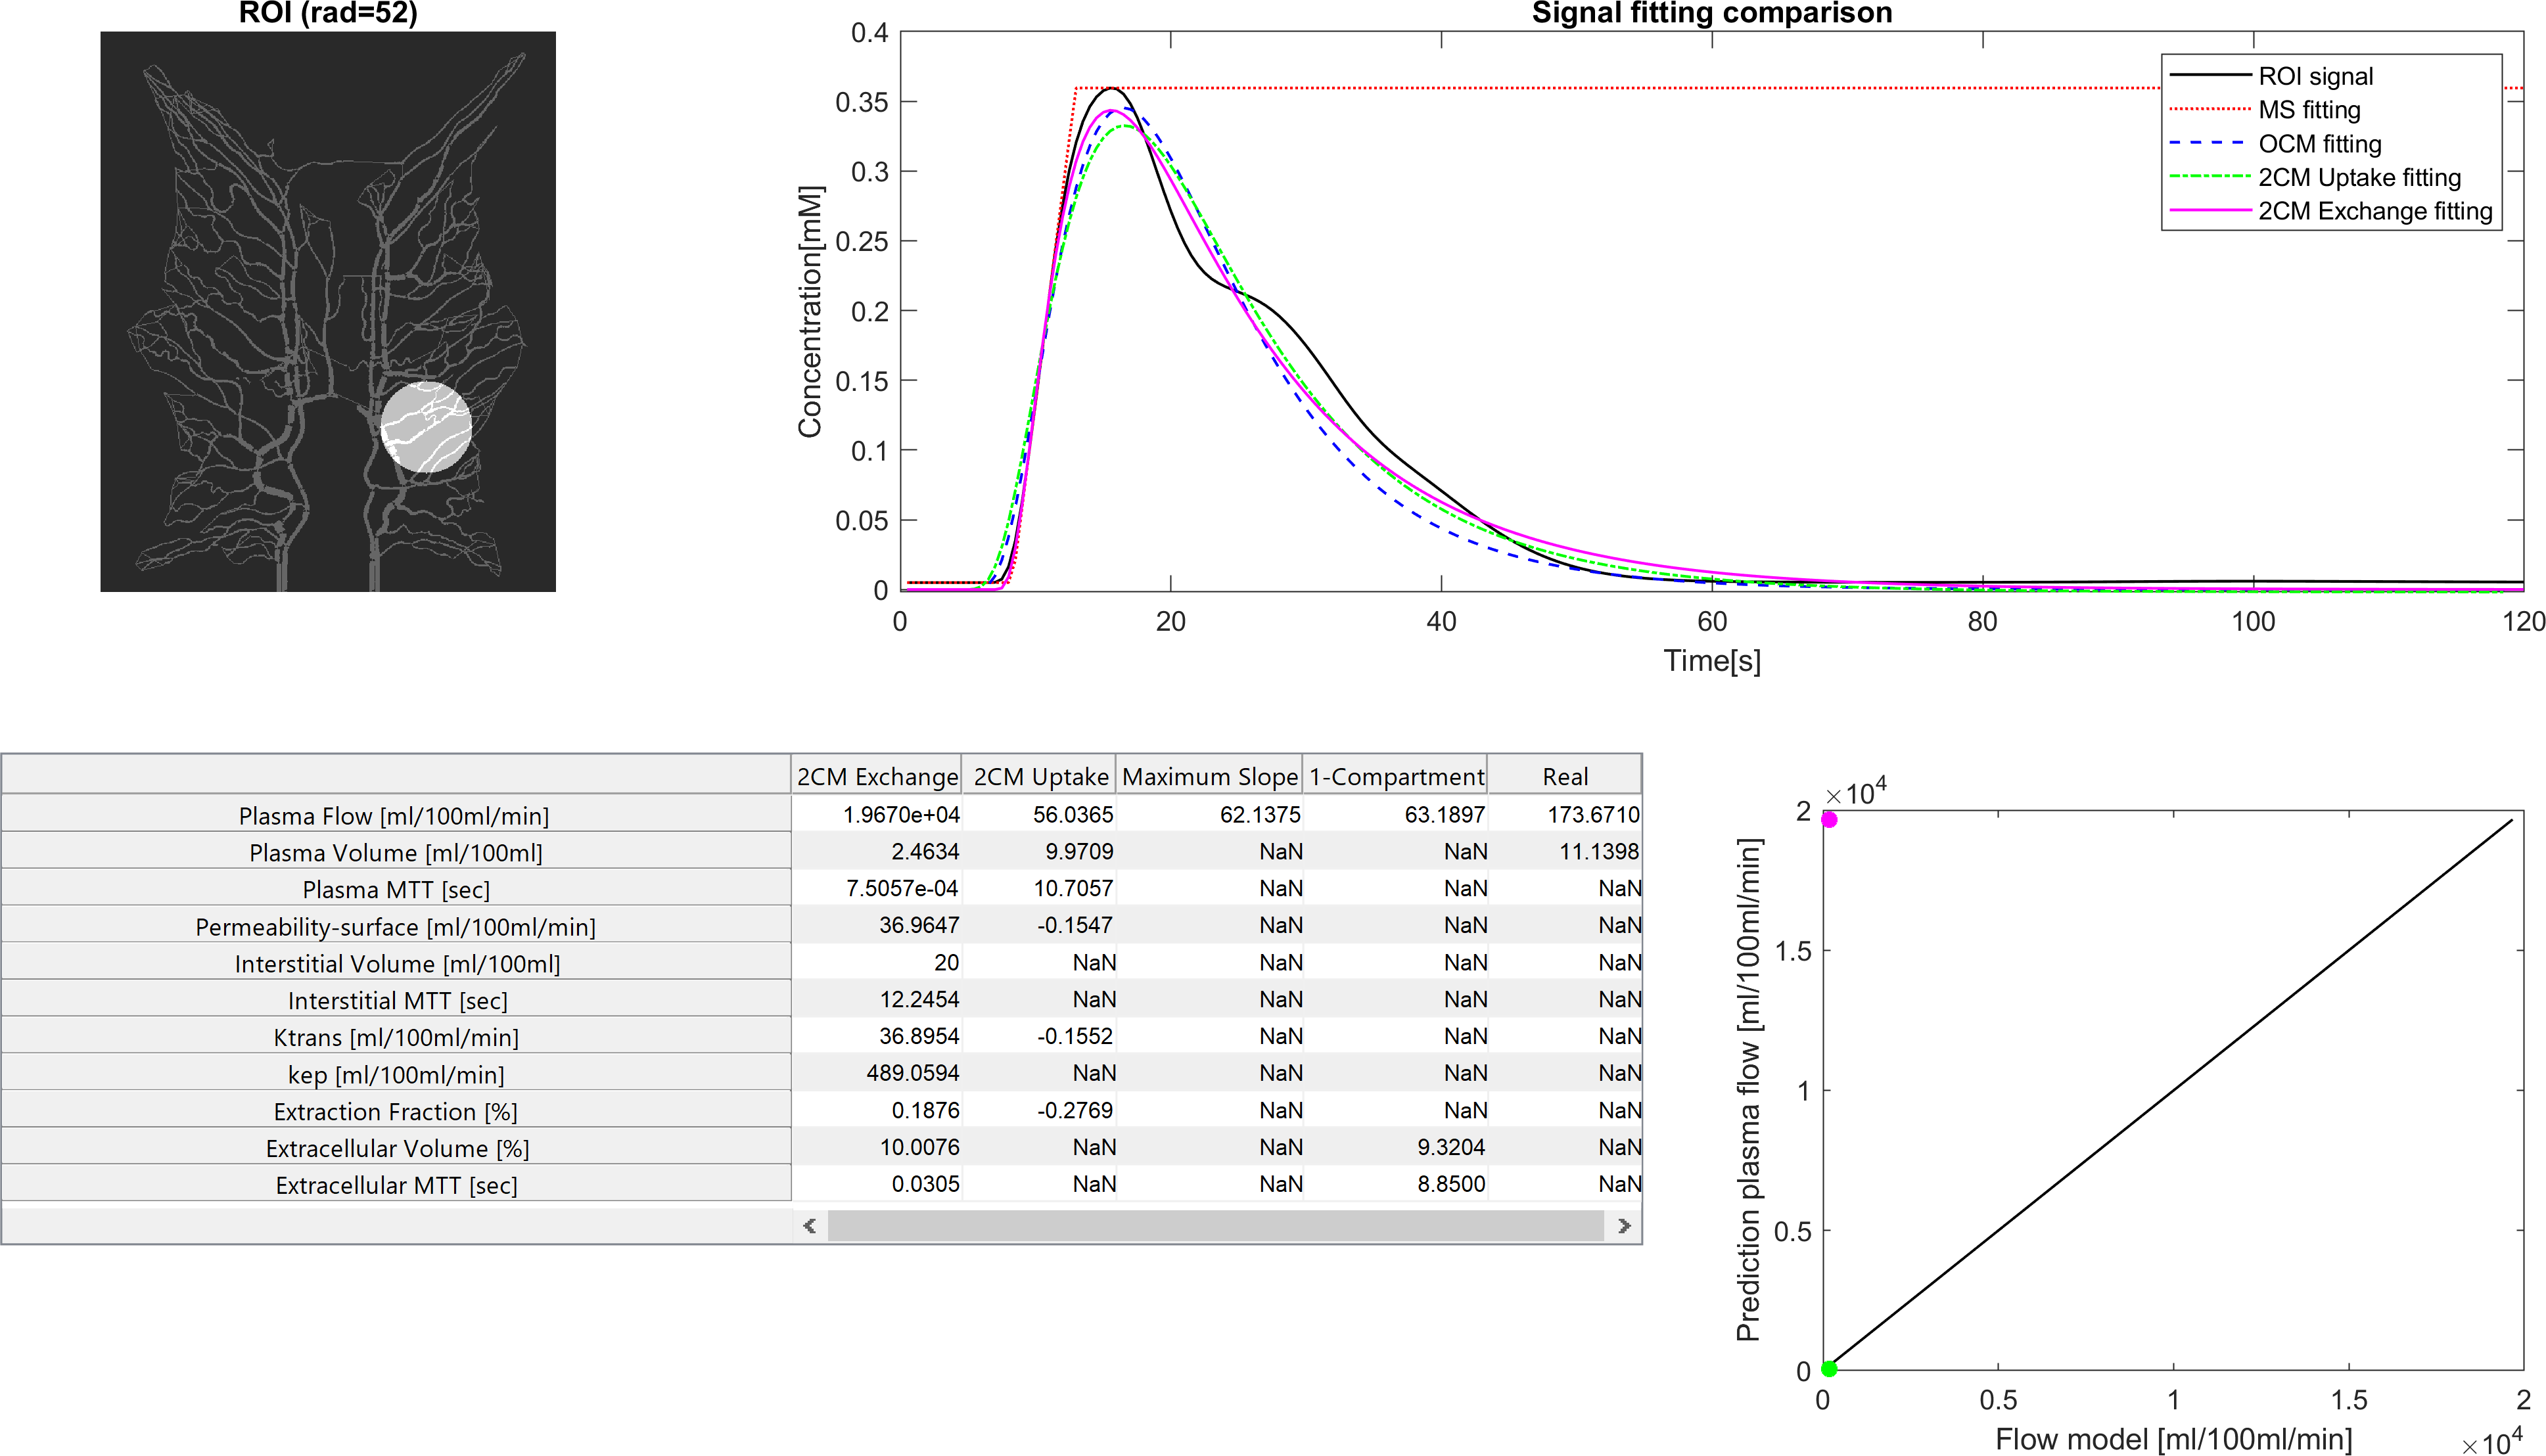 ROI (rad=52)
Signal fitting comparison
0.4
0.35
0.3
0.25
0.2
0.15
0.1
0.05
0
Concentration[mM]
0 20 40 60 80 100 120
Time[s]
ROI signal
MS fitting
OCM fitting
2CM Uptake fitting
2CM Exchange fitting
2CM Exchange 2CM Uptake Maximum Slope 1-Compartment Real
Plasma Flow [ml/100ml/min] 1.9670e+04 56.0365 62.1375 63.1897 173.6710
Plasma Volume [ml/100ml] 2.4634 9.9709 NaN NaN 11.1398
Plasma MTT [sec] 7.5057e-04 10.7057 NaN NaN NaN
Permeability-surface [ml/100ml/min] 36.9647 -0.1547 NaN NaN NaN
Interstitial Volume [ml/100ml] 20 NaN NaN NaN NaN
Interstitial MTT [sec] 12.2454 NaN NaN NaN NaN
Ktrans [ml/100ml/min] 36.8954 -0.1552 NaN NaN NaN
kep [ml/100ml/min] 489.0594 NaN NaN NaN NaN
Extraction Fraction [%] 0.1876 -0.2769 NaN NaN NaN
Extracellular Volume [%] 10.0076 NaN NaN 9.3204 NaN
Extracellular MTT [sec] 0.0305 NaN NaN 8.8500 NaN
×10⁴
2
1.5
1
0.5
0
Prediction plasma flow [ml/100ml/min]
0 0.5 1 1.5 2
Flow model [ml/100ml/min]
×10⁴